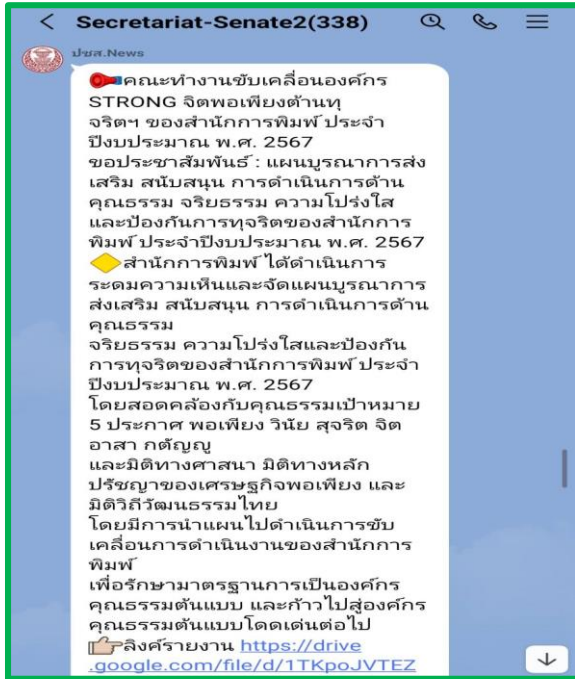 Secretariat-Senate2(338)
ปชส.News
คณะทำงานขับเคลื่อนองค์กร
STRONG จิตพอเพียงต้านทุ
จริตฯ ของสำนักการพิมพ์ ประจำ
ปีงบประมาณ พ.ศ. 2567
ขอประชาสัมพันธ์ : แผนบูรณาการส่ง
เสริม สนับสนุน การดำเนินการด้าน
คุณธรรม จริยธรรม ความโปร่งใส
และป้องกันการทุจริตของสำนักการ
พิมพ์ ประจำปีงบประมาณ พ.ศ. 2567
สำนักการพิมพ์ ได้ดำเนินการ
ระดมความเห็นและจัดแผนบูรณาการ
ส่งเสริม สนับสนุน การดำเนินการด้าน
คุณธรรม
จริยธรรม ความโปร่งใสและป้องกัน
การทุจริตของสำนักการพิมพ์ ประจำ
ปีงบประมาณ พ.ศ. 2567
โดยสอดคล้องกับคุณธรรมเป้าหมาย
5 ประกาศ พอเพียง วินัย สุจริต จิต
อาสา กตัญญู
และมิติทางศาสนา มิติทางหลัก
ปรัชญาของเศรษฐกิจพอเพียง และ
มิติวิถีวัฒนธรรมไทย
โดยมีการนำแผนไปดำเนินการขับ
เคลื่อนการดำเนินงานของสำนักการ
พิมพ์
เพื่อรักษามาตรฐานการเป็นองค์กร
คุณธรรมต้นแบบ และก้าวไปสู่องค์กร
คุณธรรมต้นแบบโดดเด่นต่อไป
ลิงค์รายงาน https://drive
.google.com/file/d/1TKpoJVTEZ